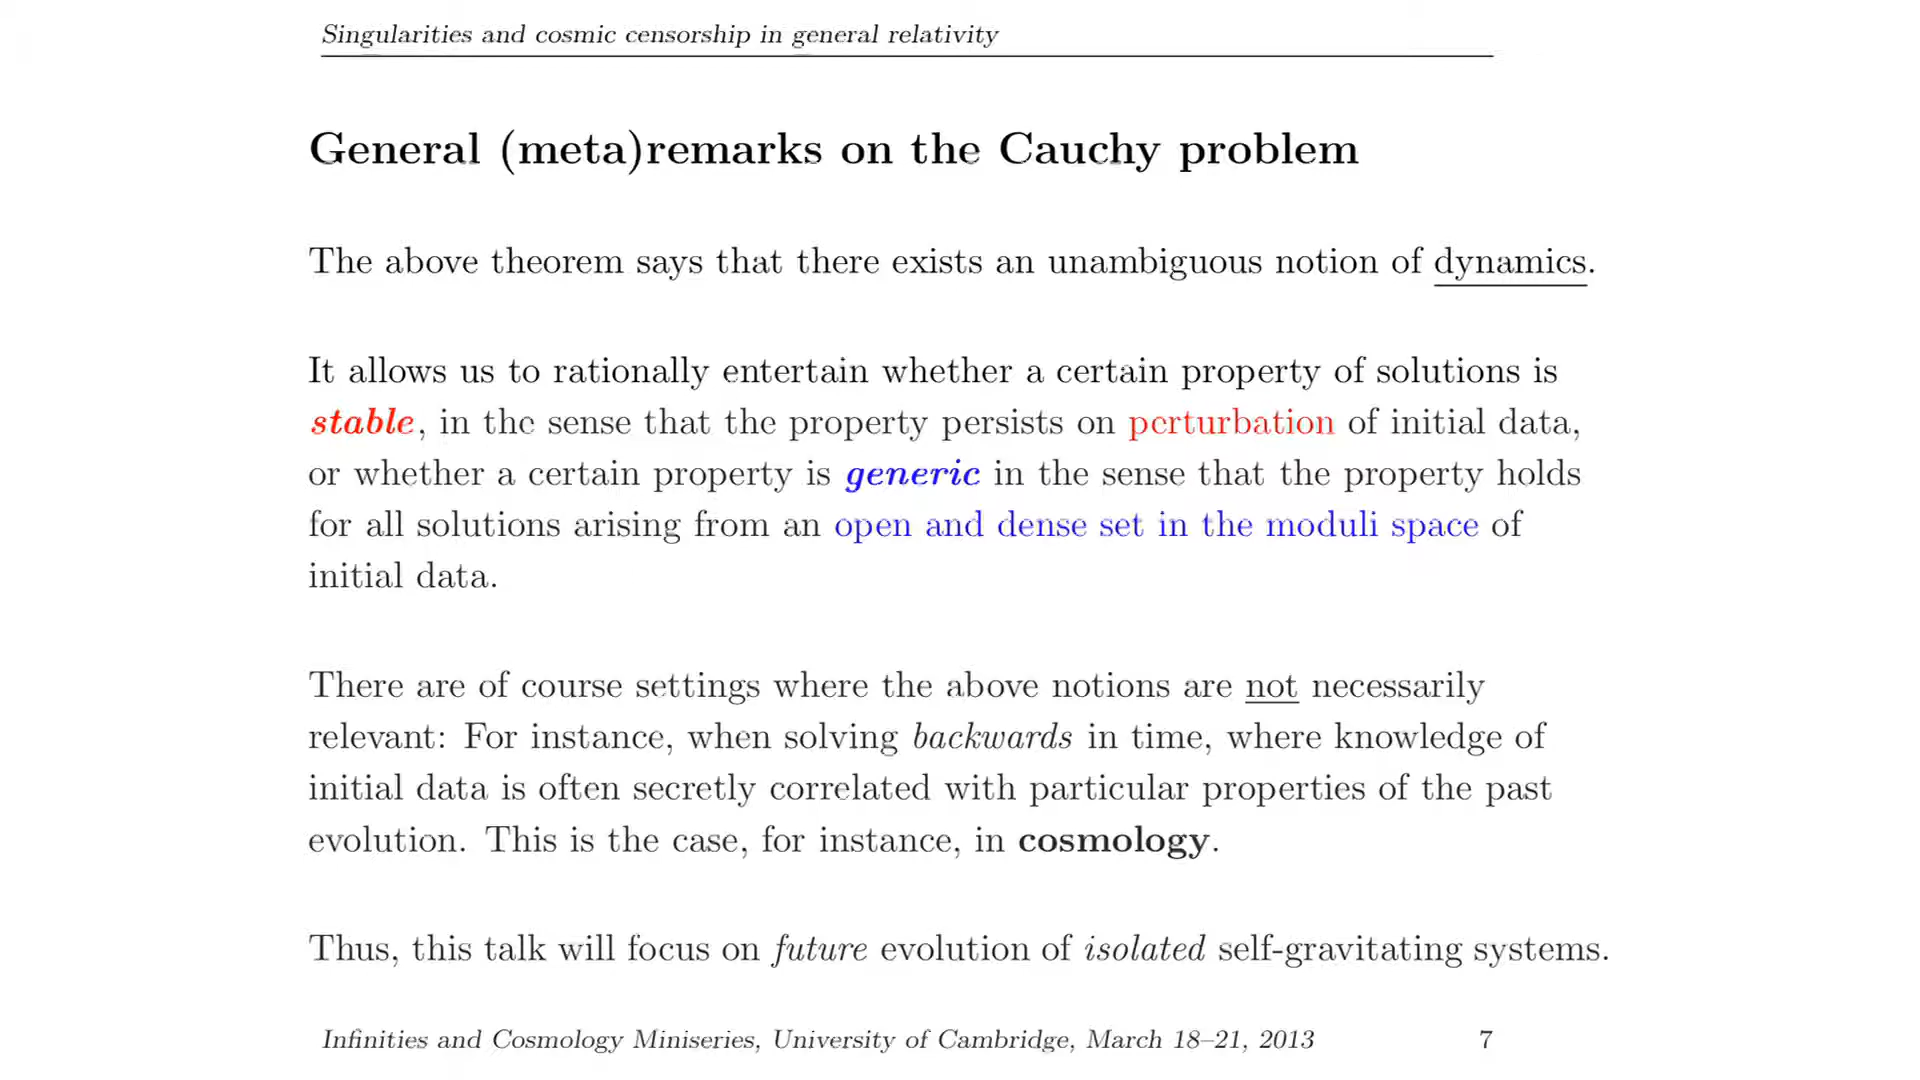 Singularities and cosmic censorship in general relativity
General (meta)remarks on the Cauchy problem
The above theorem says that there exists an unambiguous notion of dynamics.
It allows us to rationally entertain whether a certain property of solutions is
stable, in the sense that the property persists on perturbation of initial data,
or whether a certain property is generic in the sense that the property holds
for all solutions arising from an open and dense set in the moduli space of
initial data.
There are of course settings where the above notions are not necessarily
relevant: For instance, when solving backwards in time, where knowledge of
initial data is often secretly correlated with particular properties of the past
evolution. This is the case, for instance, in cosmology.
Thus, this talk will focus on future evolution of isolated self-gravitating systems.
Infinities and Cosmology Miniseries, University of Cambridge, March 18–21, 2013 7